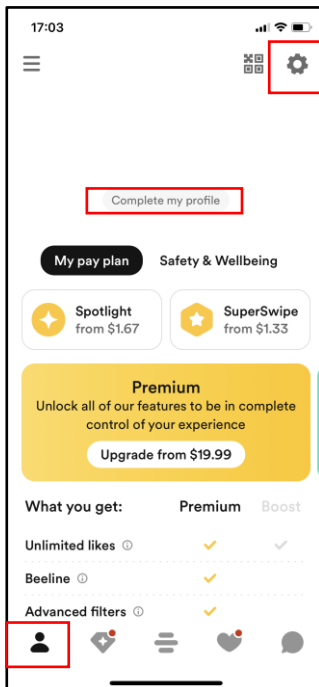 17:03
Complete my profile
My pay plan Safety & Wellbeing
Spotlight
from $1.67
SuperSwipe
from $1.33
Premium
Unlock all of our features to be in complete
control of your experience
Upgrade from $19.99
What you get: Premium Boost
Unlimited likes
Beeline
Advanced filters